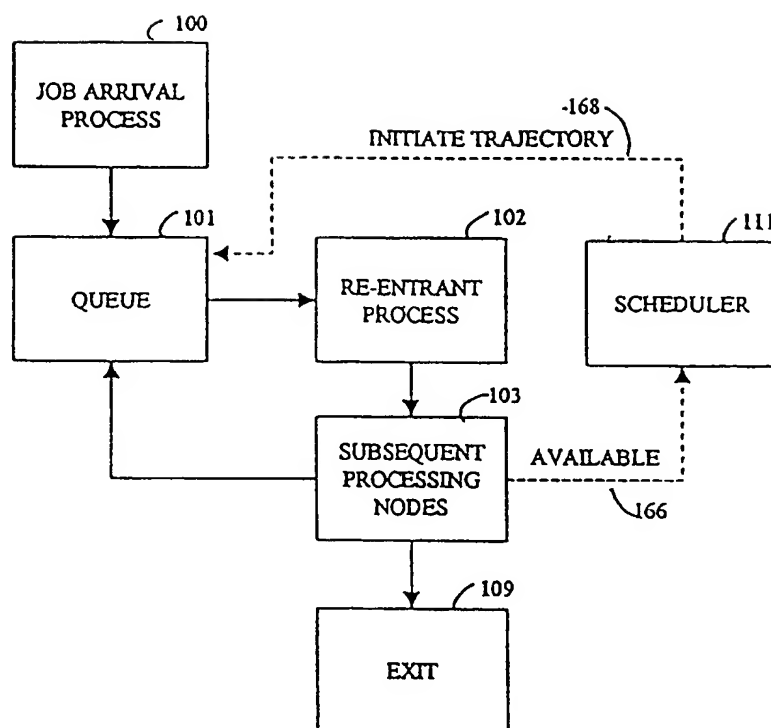 100
JOB ARRIVAL
PROCESS
-168
INITIATE TRAJECTORY
101
102
111
QUEUE
RE-ENTRANT
PROCESS
SCHEDULER
103
SUBSEQUENT
PROCESSING
NODES
AVAILABLE
166
109
EXIT